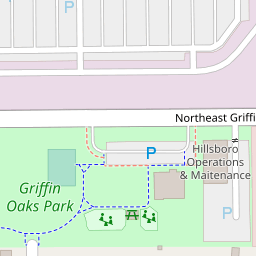 P
Northeast Griffi
P
Hillsboro
Operations
& Maitenance
Griffin
Oaks Park
P